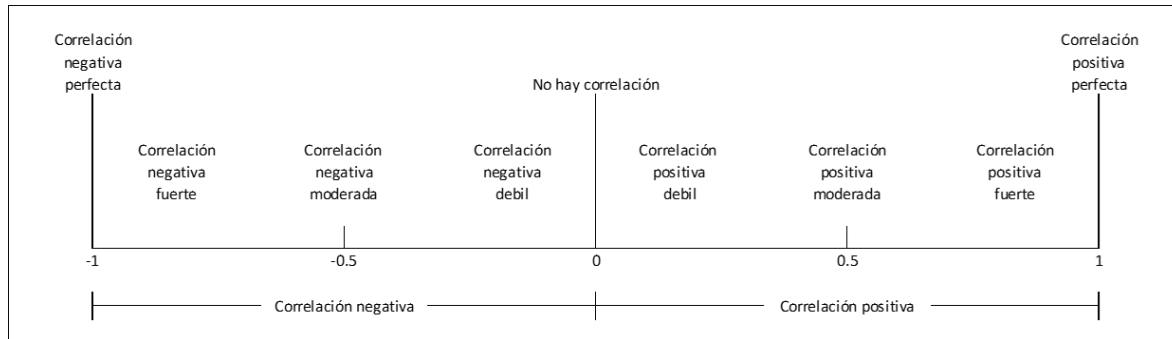 Correlación
negativa
perfecta
No hay correlación
Correlación
positiva
perfecta
Correlación
negativa
fuerte
Correlación
negativa
moderada
Correlación
negativa
debil
Correlación
positiva
debil
Correlación
positiva
moderada
Correlación
positiva
fuerte
-1
-0.5
0
0.5
1
Correlación negativa
Correlación positiva